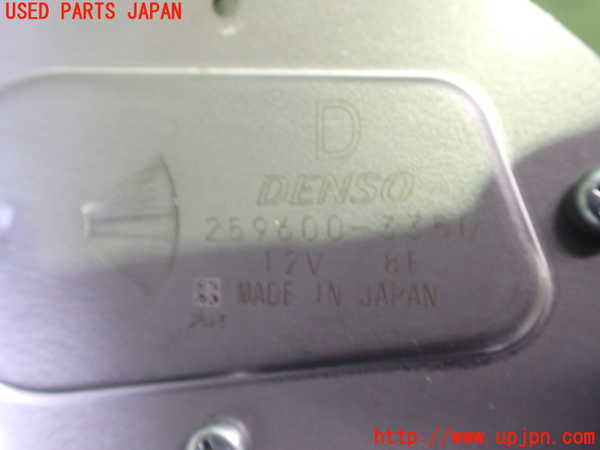 USED PARTS JAPAN
D
DENSO
12V
MADE IN JAPAN
http://www.upjpn.com